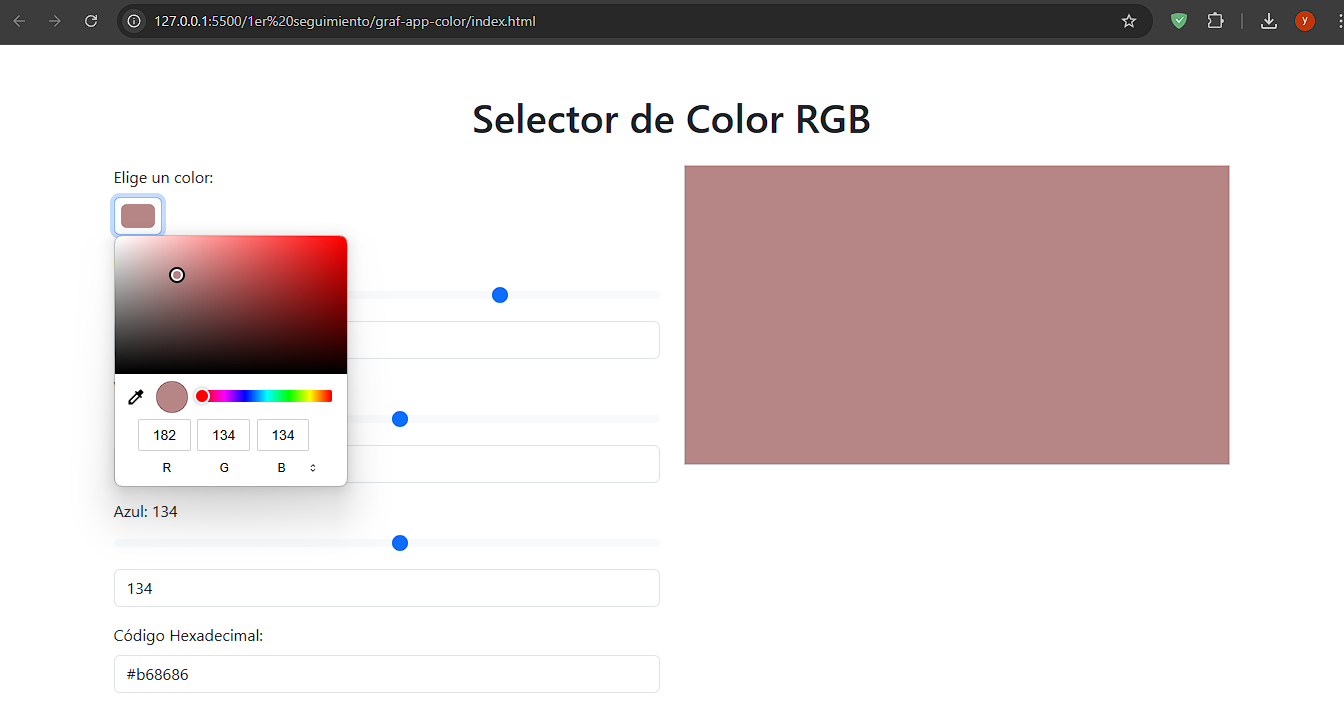 127.0.0.1:5500/1er%20seguimiento/graf-app-color/index.html
y
Selector de Color RGB
Elige un color:
182 134 134
R G B
Azul: 134
134
Código Hexadecimal:
#b68686